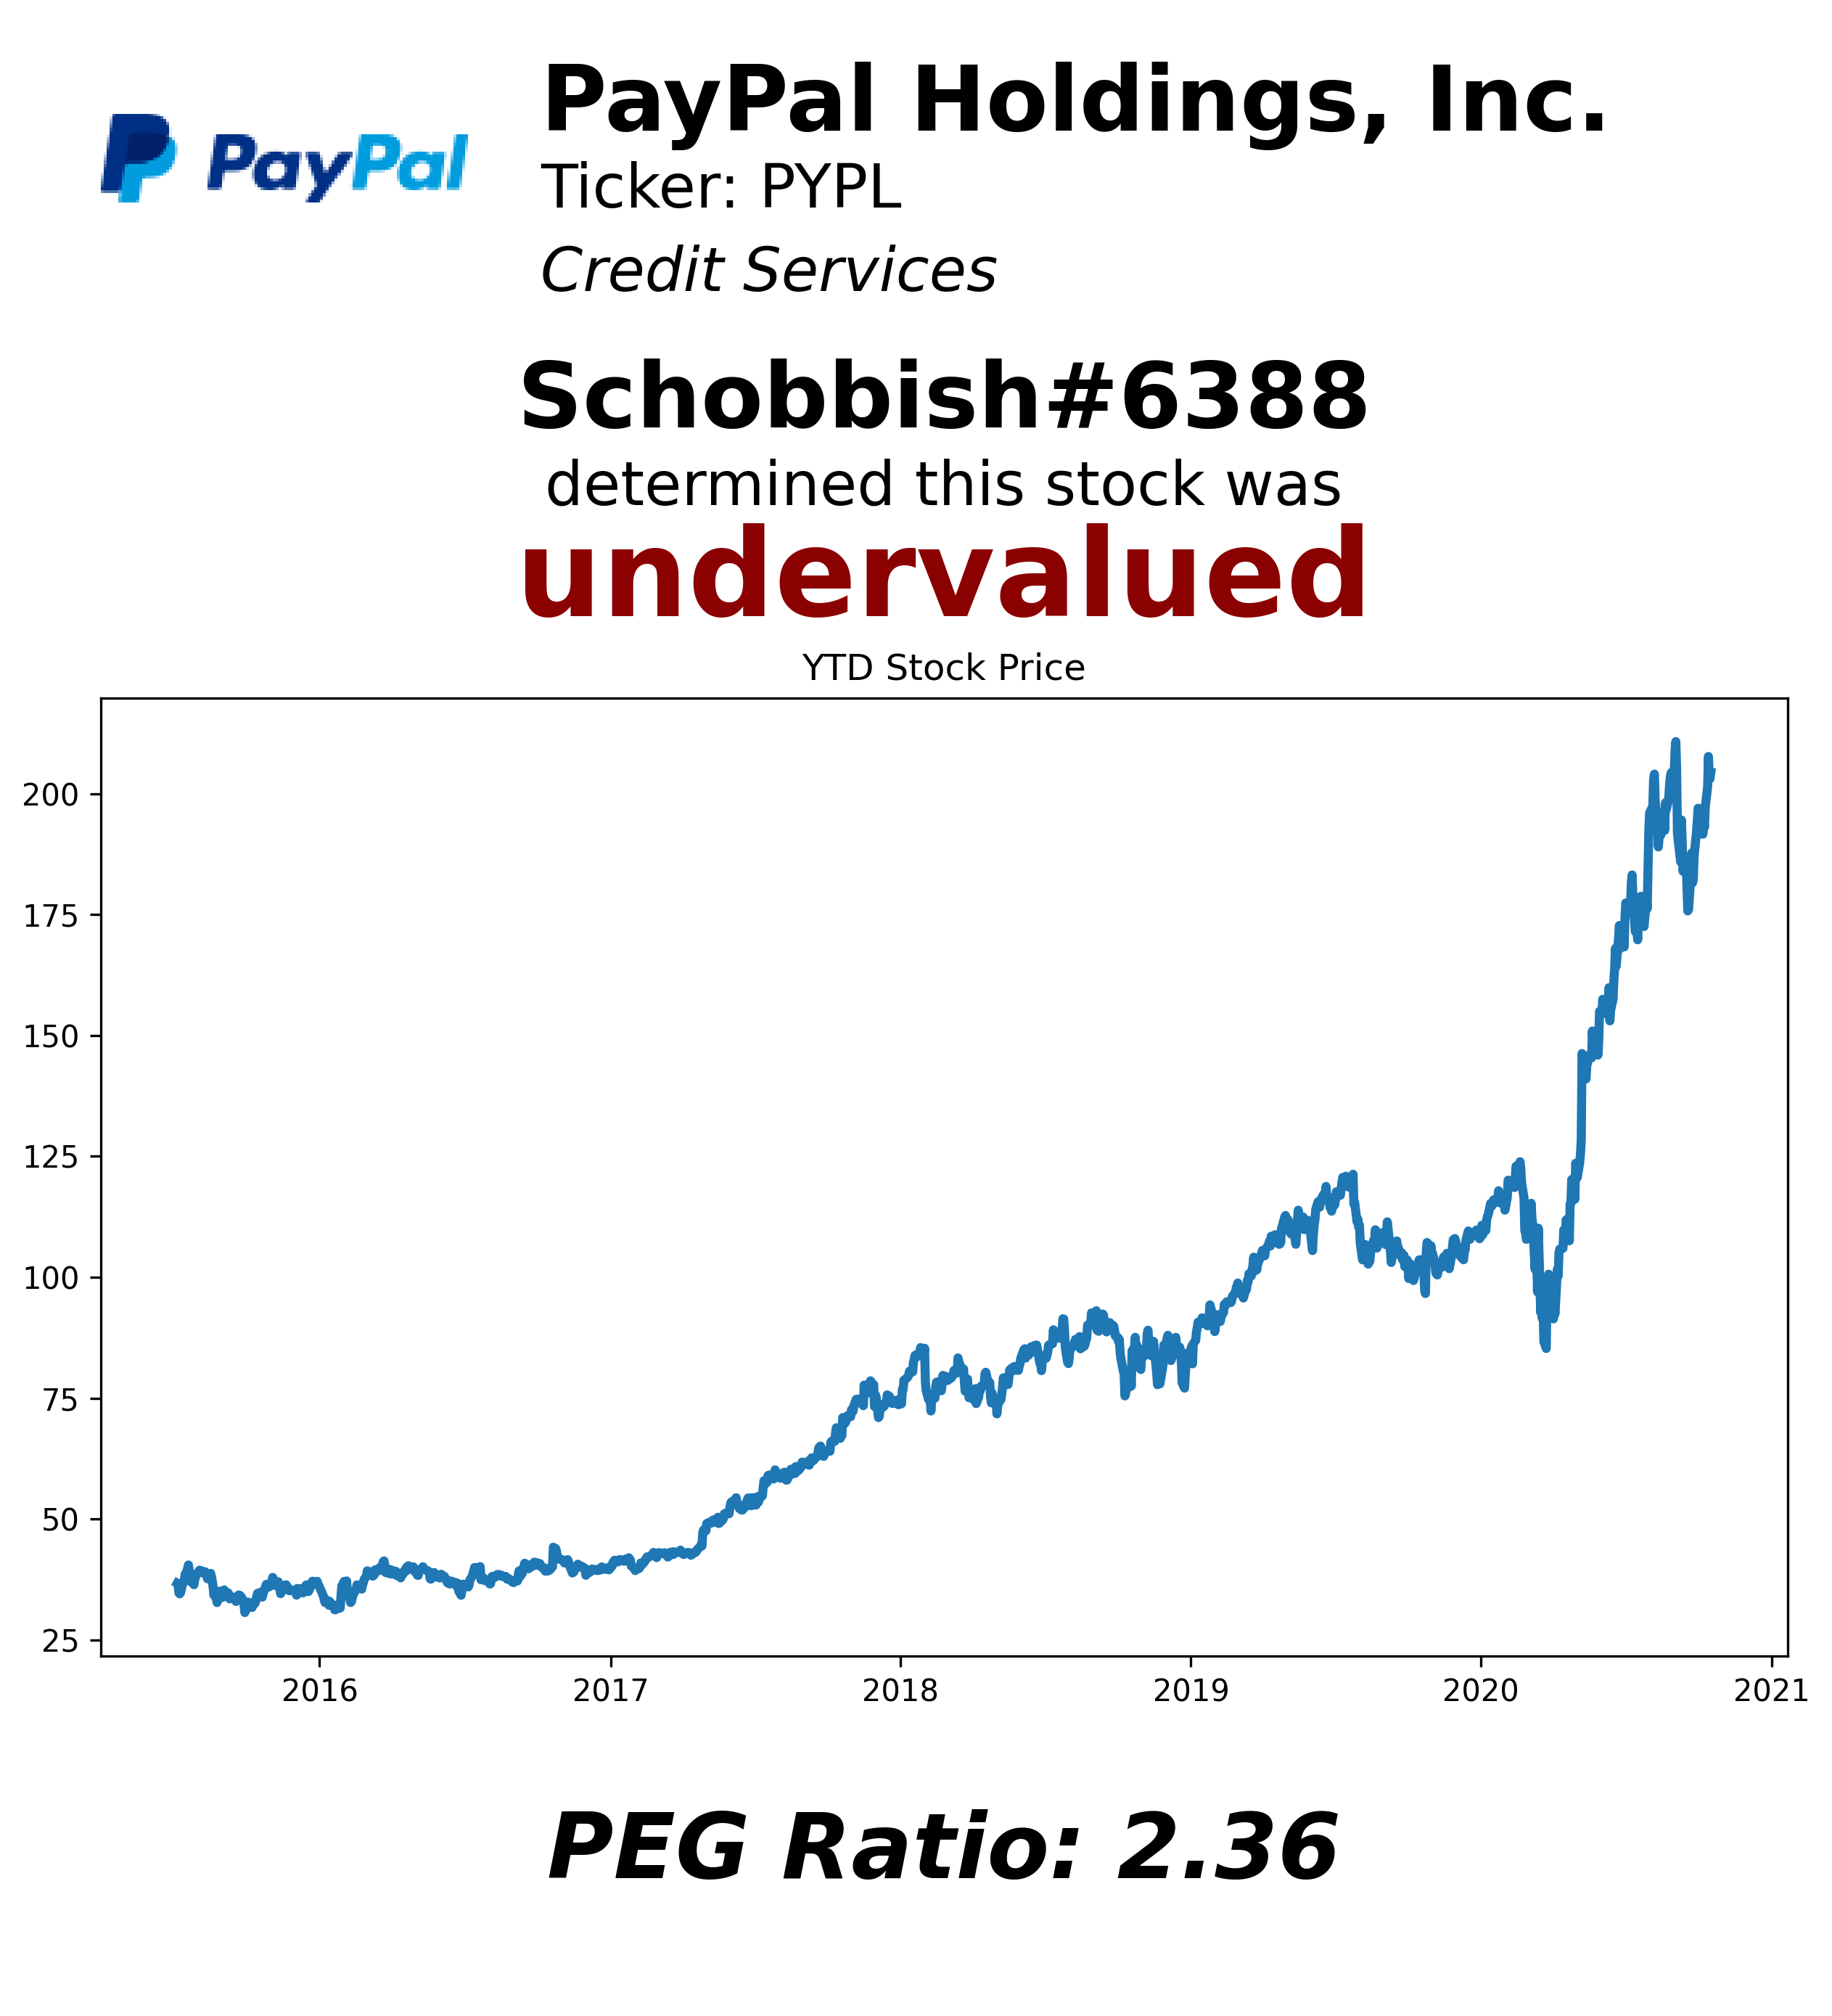 PayPal
PayPal Holdings, Inc.
Ticker: PYPL
Credit Services
Schobbish#6388
determined this stock was
undervalued
YTD Stock Price
200
175
150
125
100
75
50
25
2016 2017 2018 2019 2020 2021
PEG Ratio: 2.36